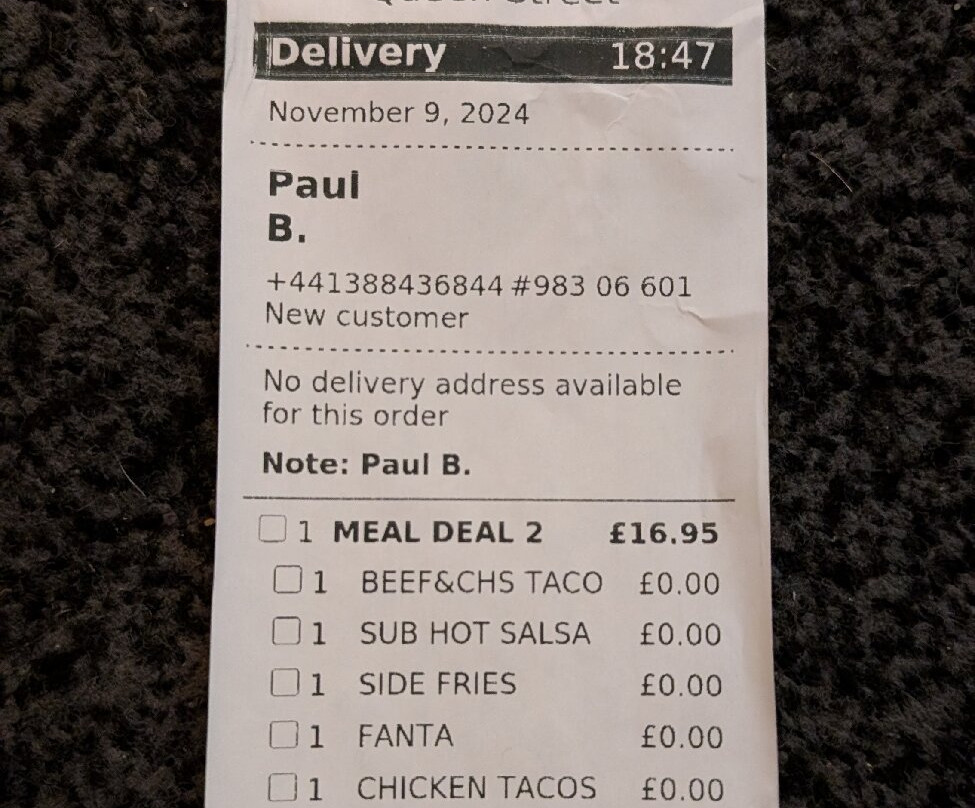 Queen Street
Delivery 18:47
November 9, 2024
Paul
B.
+441388436844 #983 06 601
New customer
No delivery address available
for this order
Note: Paul B.
1 MEAL DEAL 2 £16.95
1 BEEF&CHS TACO £0.00
1 SUB HOT SALSA £0.00
1 SIDE FRIES £0.00
1 FANTA £0.00
1 CHICKEN TACOS £0.00